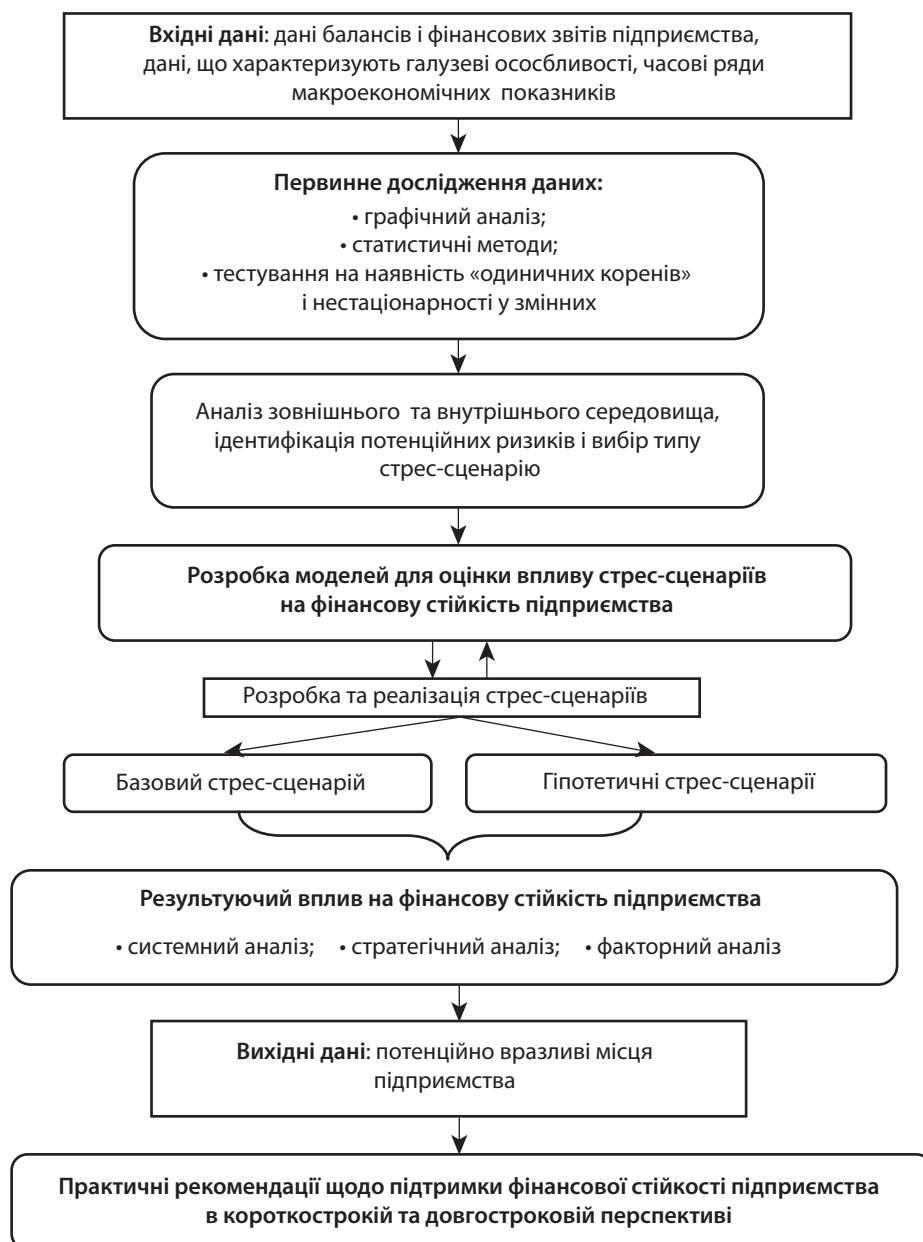 Вхідні дані: дані балансів і фінансових звітів підприємства,
дані, що характеризують галузеві ососбливості, часові ряди
макроекономічних показників
Первинне дослідження даних:
• графічний аналіз;
• статистичні методи;
• тестування на наявність «одиничних коренів»
і нестаціонарності у змінних
Аналіз зовнішнього та внутрішнього середовища,
ідентифікація потенційних ризиків і вибір типу
стрес-сценарію
Розробка моделей для оцінки впливу стрес-сценаріїв
на фінансову стійкість підприємства
Розробка та реалізація стрес-сценаріїв
Базовий стрес-сценарій
Гіпотетичні стрес-сценарії
Результуючий вплив на фінансову стійкість підприємства
• системний аналіз; • стратегічний аналіз; • факторний аналіз
Вихідні дані: потенційно вразливі місця
підприємства
Практичні рекомендації щодо підтримки фінансової стійкості підприємства
в короткострокій та довгостроковій перспективі